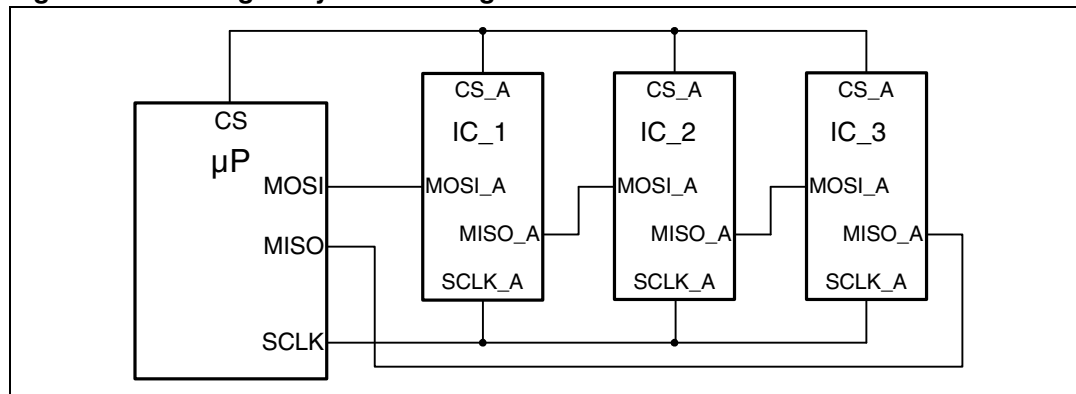 CS
µP
MOSI
MISO
SCLK
CS_A
IC_1
MOSI_A
MISO_A
SCLK_A
CS_A
IC_2
MOSI_A
MISO_A
SCLK_A
CS_A
IC_3
MOSI_A
MISO_A
SCLK_A